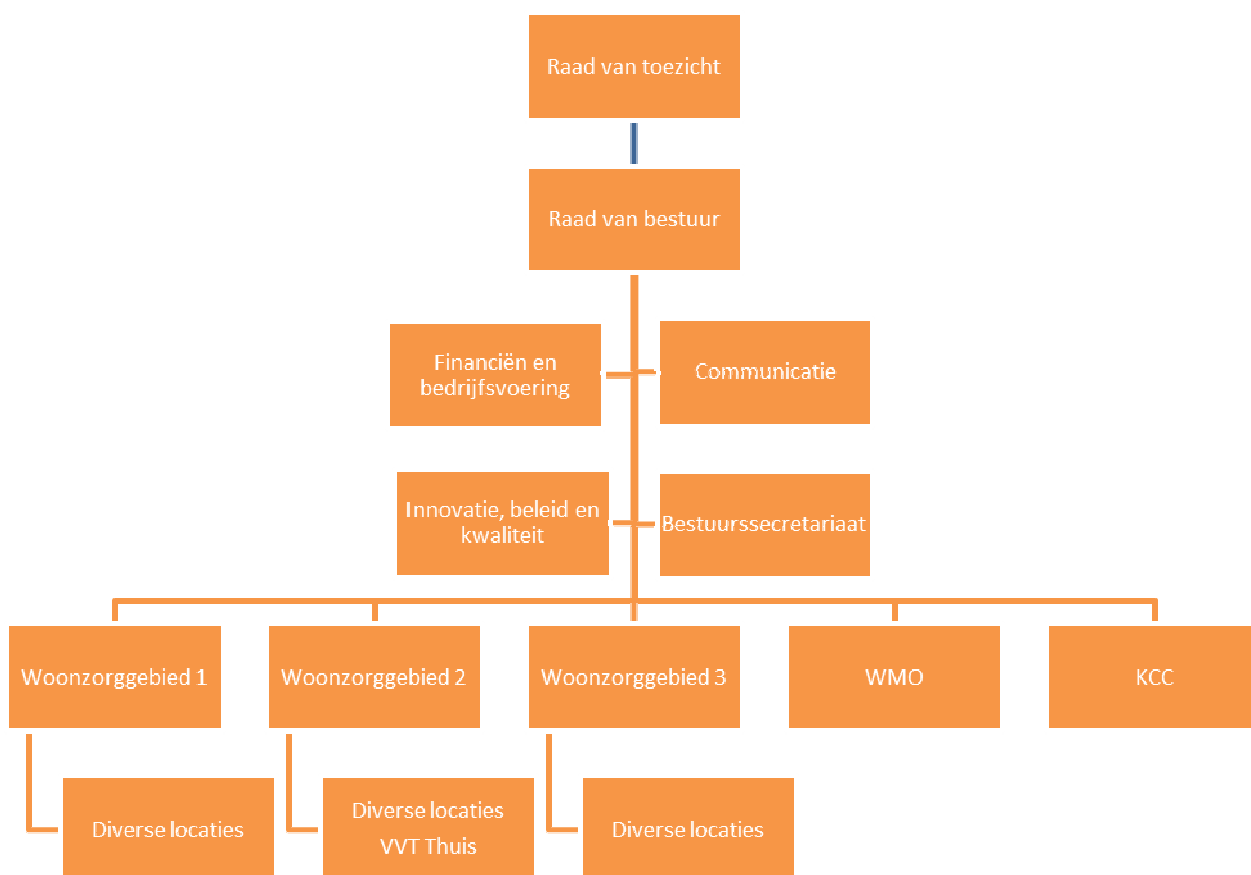 Raad van toezicht
Raad van bestuur
Financiën en
bedrijfsvoering
Communicatie
Innovatie, beleid en
kwaliteit
Bestuurssecretariaat
Woonzorggebied 1
Woonzorggebied 2
Woonzorggebied 3
WMO
KCC
Diverse locaties
Diverse locaties
VVT Thuis
Diverse locaties